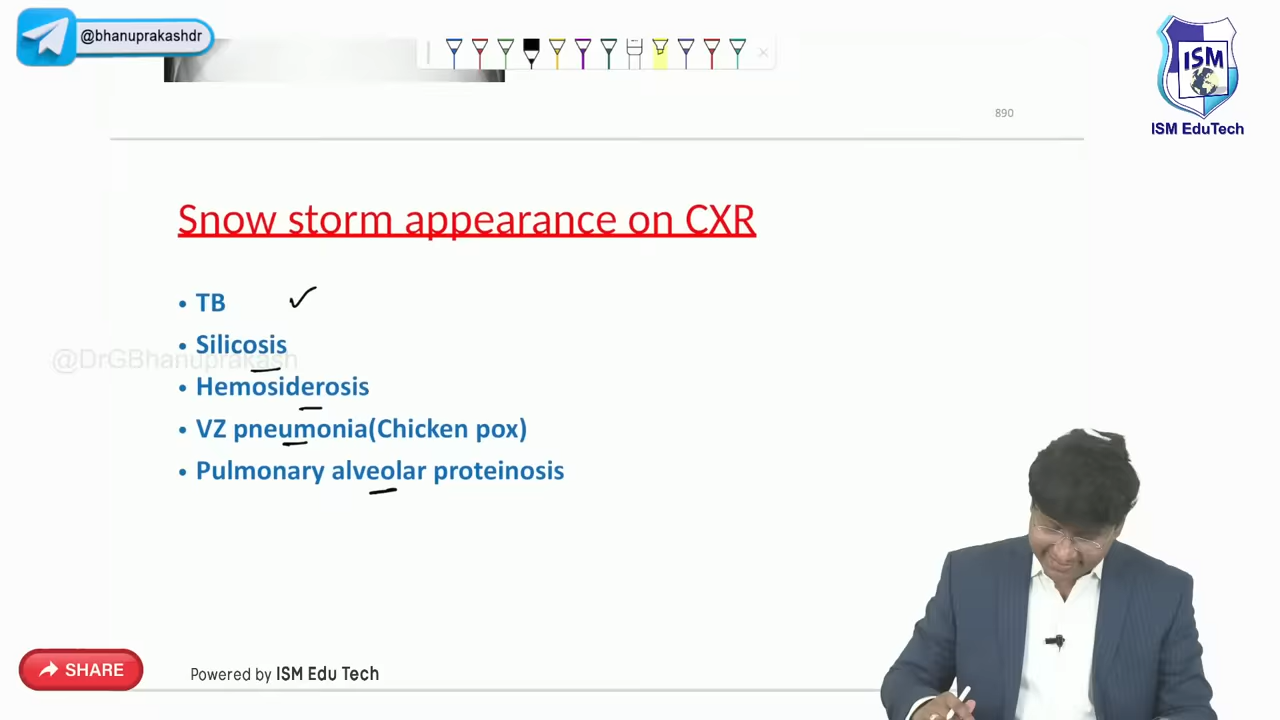 @bhanuprakashdr
ISM
ISM EduTech
890
Snow storm appearance on CXR
• TB ✓
• Silicosis
@DrGBhanuprakash
• Hemosiderosis
• VZ pneumonia(Chicken pox)
• Pulmonary alveolar proteinosis
SHARE
Powered by ISM Edu Tech